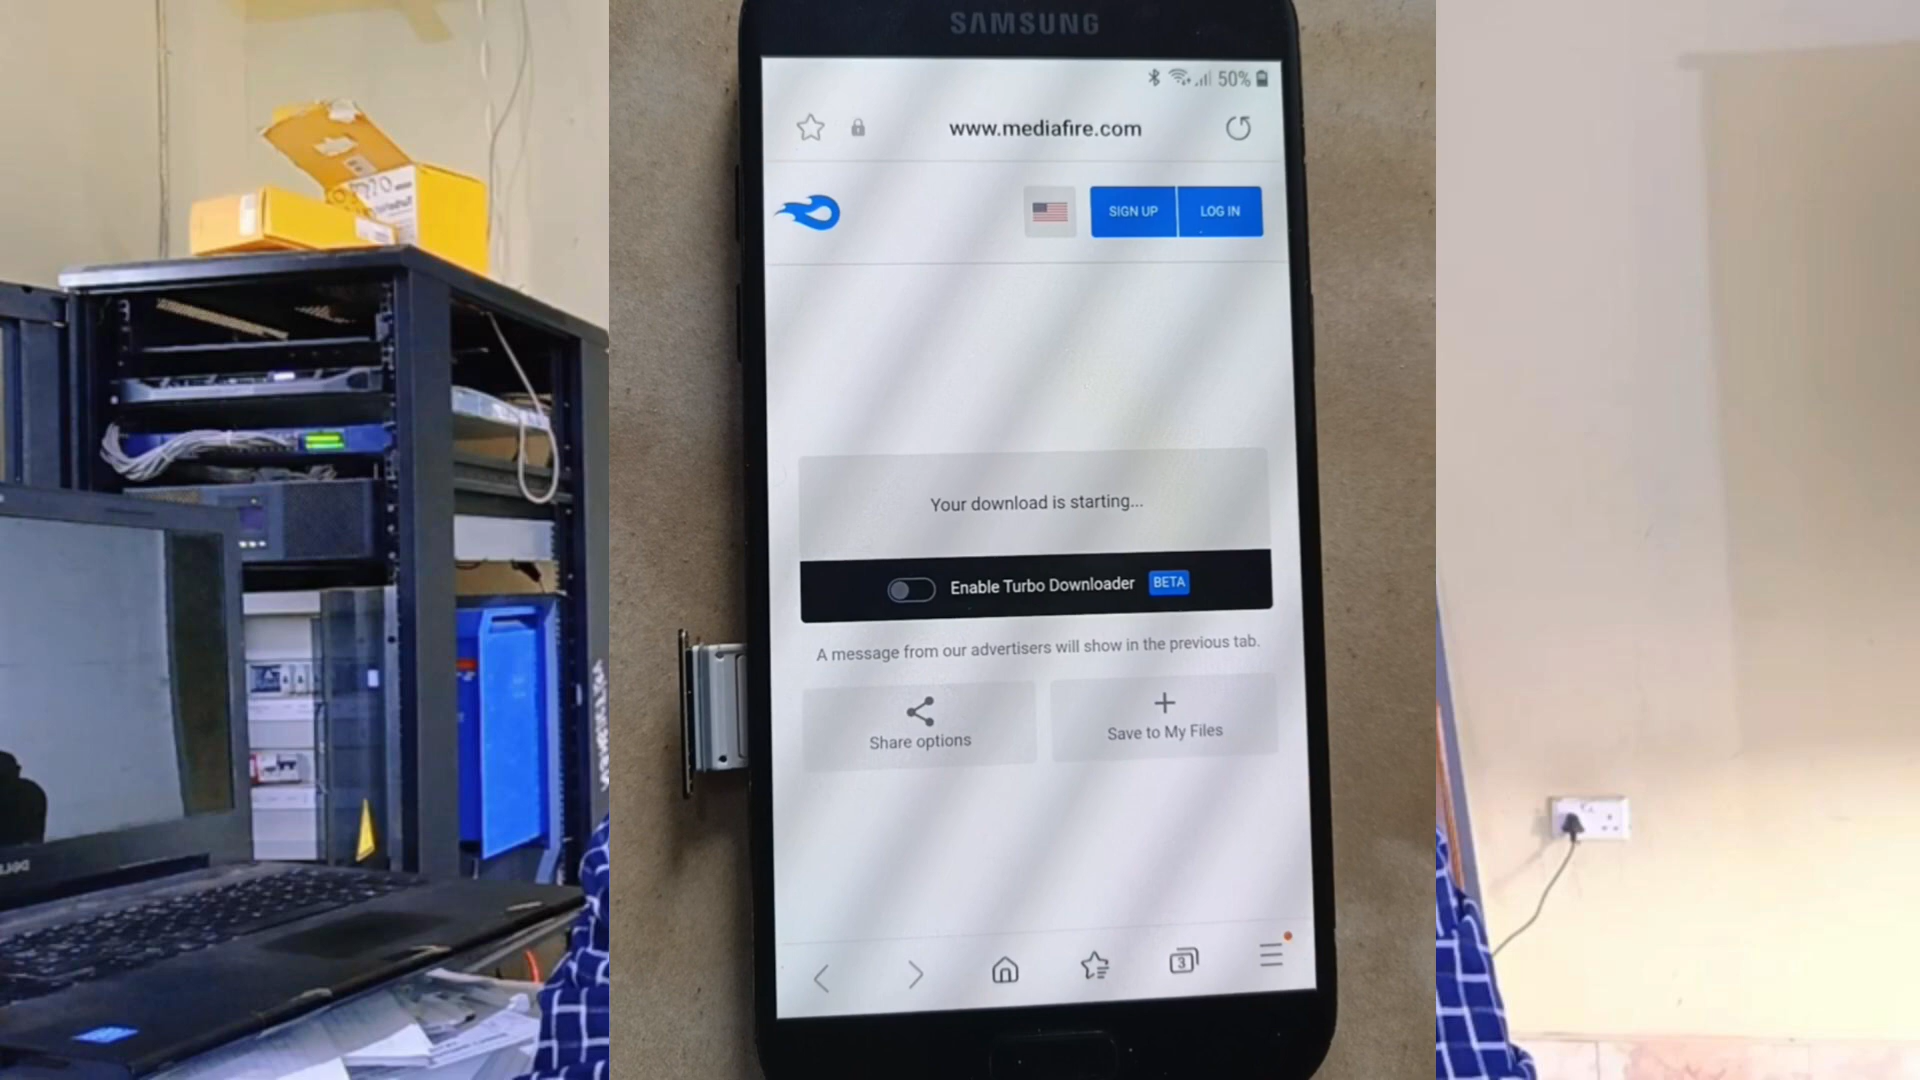 SAMSUNG
50%
www.mediafire.com
SIGN UP
LOG IN
Your download is starting...
Enable Turbo Downloader BETA
A message from our advertisers will show in the previous tab.
Share options
Save to My Files
3
DELL